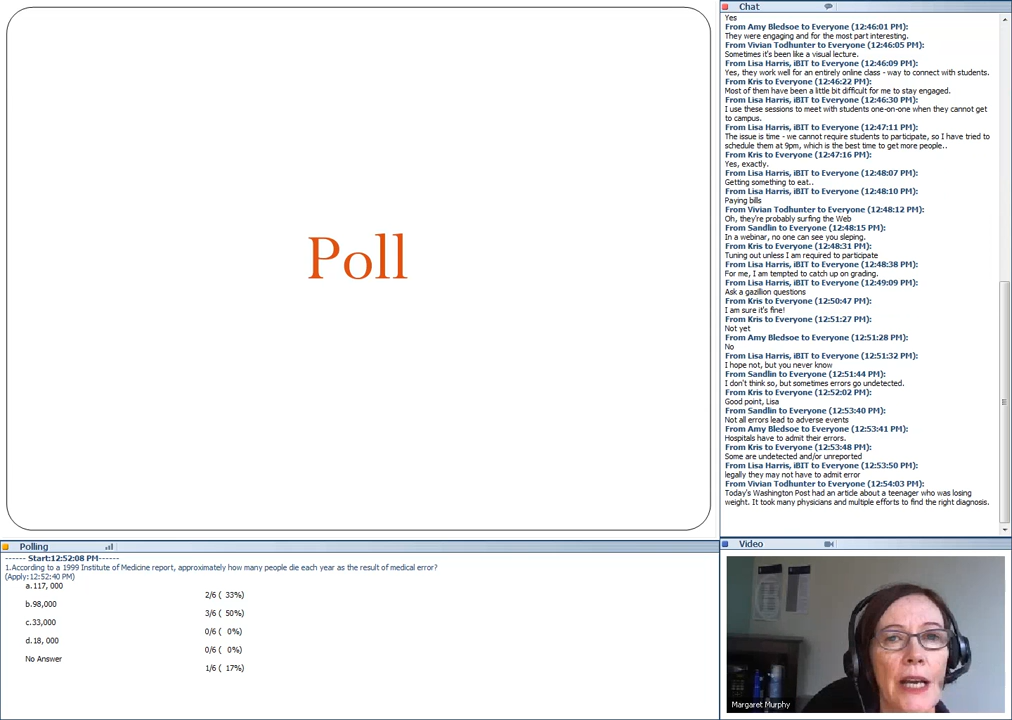 Poll
Chat
Yes
From Amy Bledsoe to Everyone (12:46:01 PM):
They were engaging and for the most part interesting.
From Vivian Todhunter to Everyone (12:46:05 PM):
Sometimes it's been like a visual lecture.
From Lisa Harris, iBIT to Everyone (12:46:09 PM):
Yes, they work well for an entirely online class - way to connect with students.
From Kris to Everyone (12:46:22 PM):
Most of them have been a little bit difficult for me to stay engaged.
From Lisa Harris, iBIT to Everyone (12:46:30 PM):
I use these sessions to meet with students one-on-one when they cannot get
to campus.
From Lisa Harris, iBIT to Everyone (12:47:11 PM):
The issue is time - we cannot require students to participate, so I have tried to
schedule them at 9pm, which is the best time to get more people..
From Kris to Everyone (12:47:16 PM):
Yes, exactly.
From Lisa Harris, iBIT to Everyone (12:48:07 PM):
Getting something to eat..
From Lisa Harris, iBIT to Everyone (12:48:10 PM):
Paying bills
From Vivian Todhunter to Everyone (12:48:12 PM):
Oh, they're probably surfing the Web
From Sandlin to Everyone (12:48:15 PM):
In a webinar, no one can see you sleping.
From Kris to Everyone (12:48:31 PM):
Tuning out unless I am required to participate
From Lisa Harris, iBIT to Everyone (12:48:38 PM):
For me, I am tempted to catch up on grading.
From Lisa Harris, iBIT to Everyone (12:49:09 PM):
Ask a gazillion questions
From Kris to Everyone (12:50:47 PM):
I am sure it's fine!
From Kris to Everyone (12:51:27 PM):
Not yet
From Amy Bledsoe to Everyone (12:51:28 PM):
No
From Lisa Harris, iBIT to Everyone (12:51:32 PM):
I hope not, but you never know
From Sandlin to Everyone (12:51:44 PM):
I don't think so, but sometimes errors go undetected.
From Kris to Everyone (12:52:02 PM):
Good point, Lisa
From Sandlin to Everyone (12:53:40 PM):
Not all errors lead to adverse events
From Amy Bledsoe to Everyone (12:53:41 PM):
Hospitals have to admit their errors.
From Kris to Everyone (12:53:48 PM):
Some are undetected and/or unreported
From Lisa Harris, iBIT to Everyone (12:53:50 PM):
legally they may not have to admit error
From Vivian Todhunter to Everyone (12:54:03 PM):
Today's Washington Post had an article about a teenager who was losing
weight. It took many physicians and multiple efforts to find the right diagnosis.
Polling
------ Start:12:52:08 PM------
1.According to a 1999 Institute of Medicine report, approximately how many people die each year as the result of medical error?
(Apply:12:52:40 PM)
a.117, 000
2/6 ( 33%)
b.98,000
3/6 ( 50%)
c.33,000
0/6 ( 0%)
d.18, 000
0/6 ( 0%)
No Answer
1/6 ( 17%)
Video
Margaret Murphy